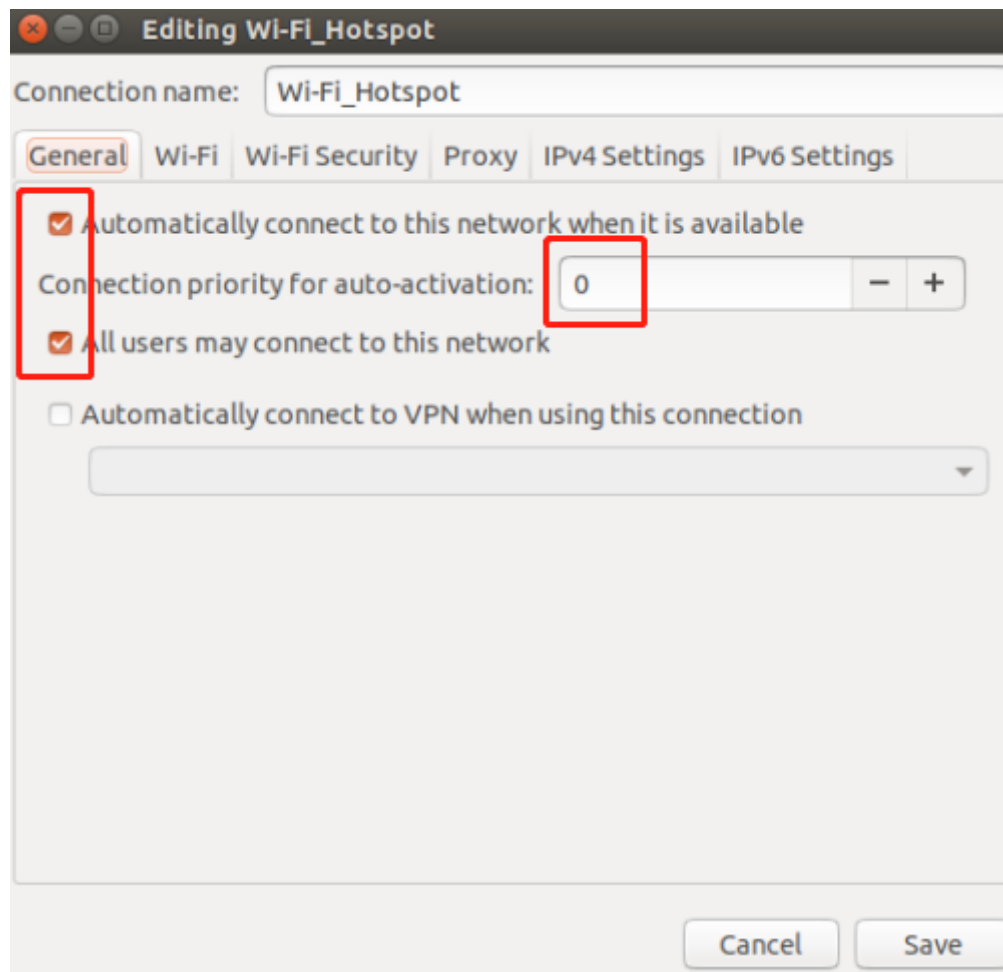 Editing Wi-Fi_Hotspot
Connection name: Wi-Fi_Hotspot
General Wi-Fi Wi-Fi Security Proxy IPv4 Settings IPv6 Settings
Automatically connect to this network when it is available
Connection priority for auto-activation: 0 − +
All users may connect to this network
Automatically connect to VPN when using this connection
Cancel Save